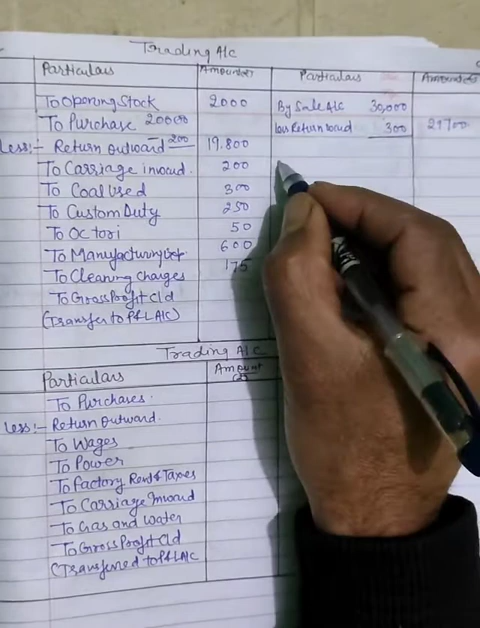 Trading A/c
Particulars Amount Particulars Amount
To Opening Stock 2000 By Sale A/c 30,000
To Purchase 20000 less Return Inward 300 29700
Less:- Return outward 200 19,800
To Carriage inward. 200
To Coal Used 300
To Custom Duty 250
To Octori 50
To Manufacturing 600
To Cleaning Charges 175
To Gross Profit C/d
(Transfer to P&L A/C)
Trading A/c
Particulars Amount
To Purchases.
Less:- Return Outward.
To Wages
To Power
To Factory Rent & Taxes
To Carriage Inward
To Gas and Water
To Gross Profit C/d
(Transferred to P&L A/C